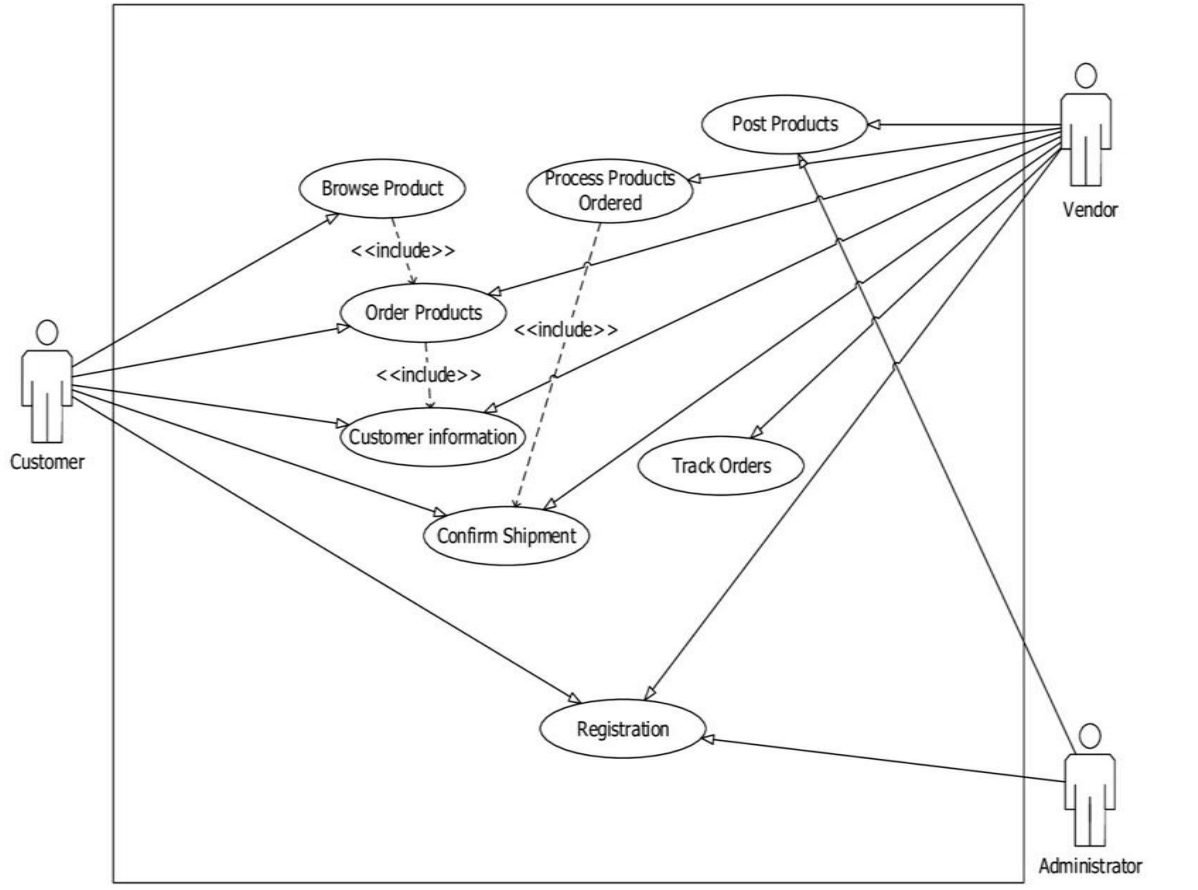 Post Products
Vendor
Browse Product
Process Products
Ordered
<<include>>
Order Products
<<include>>
<<include>>
Customer information
Customer
Track Orders
Confirm Shipment
Registration
Administrator